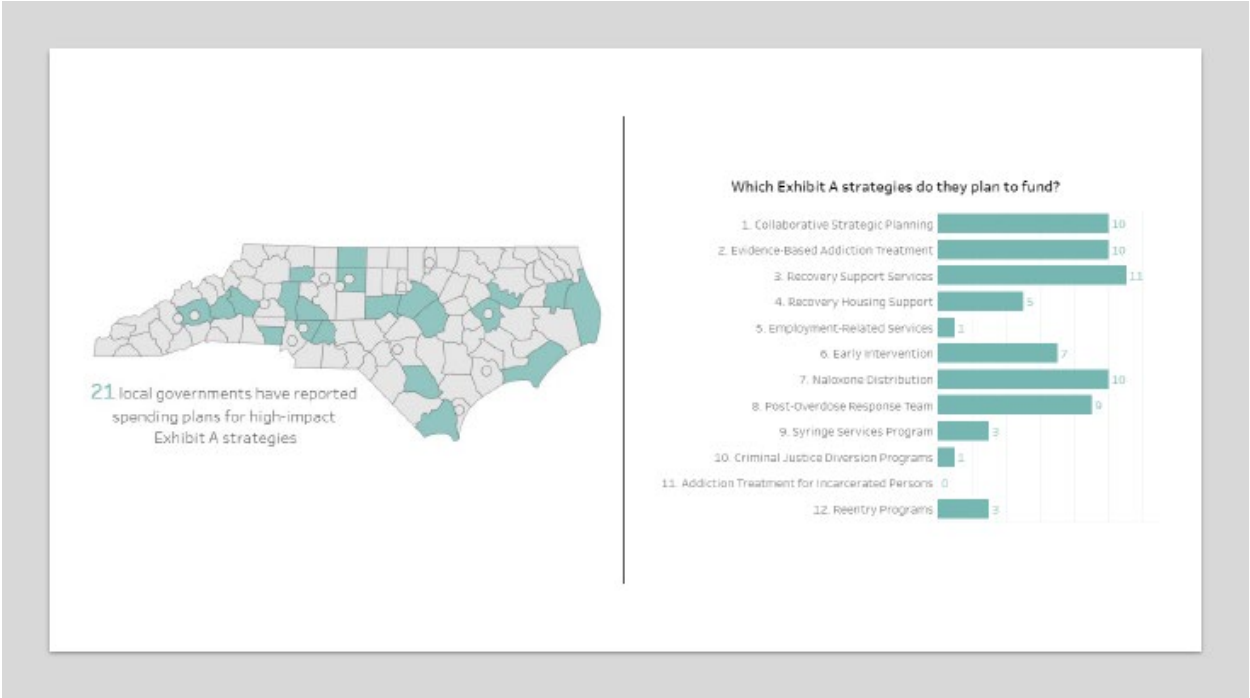 21 local governments have reported
spending plans for high-impact
Exhibit A strategies
Which Exhibit A strategies do they plan to fund?
1. Collaborative Strategic Planning 10
2. Evidence-Based Addiction Treatment 10
3. Recovery Support Services 11
4. Recovery Housing Support 5
5. Employment-Related Services 1
6. Early Intervention 7
7. Naloxone Distribution 10
8. Post-Overdose Response Team 9
9. Syringe Services Program 3
10. Criminal Justice Diversion Programs 1
11. Addiction Treatment for Incarcerated Persons 0
12. Reentry Programs 3